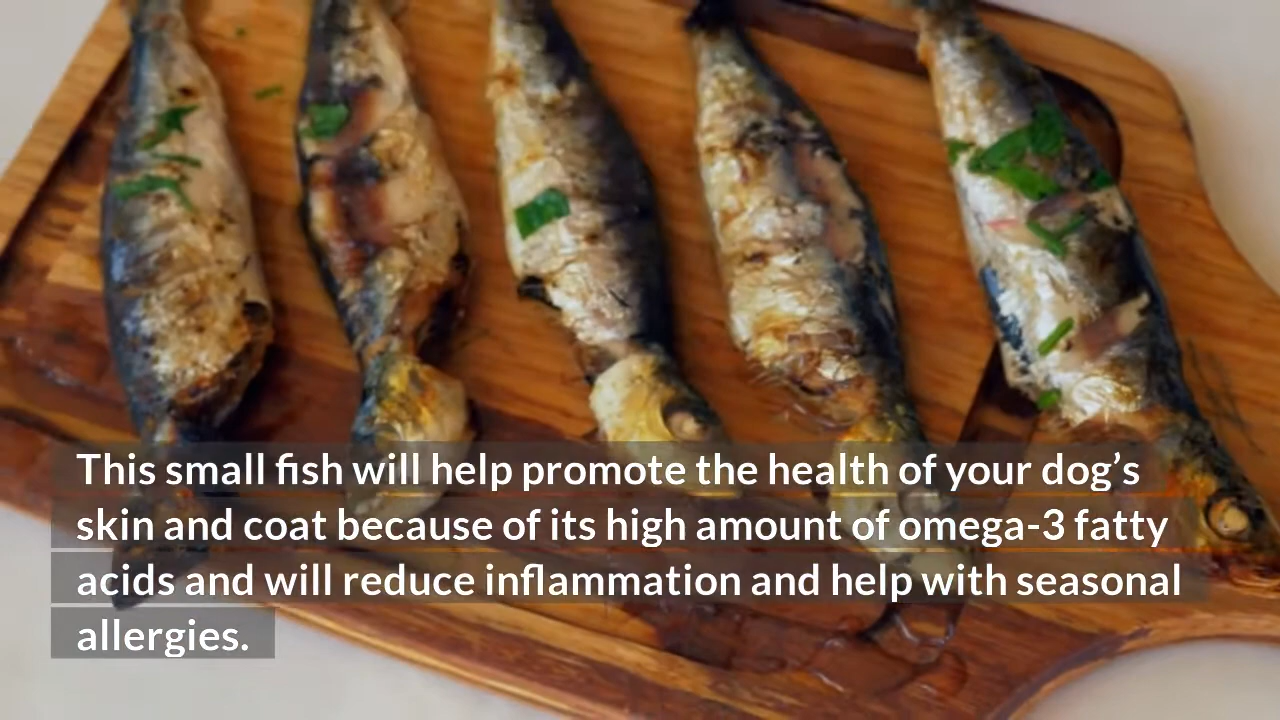 This small fish will help promote the health of your dog’s
skin and coat because of its high amount of omega-3 fatty
acids and will reduce inflammation and help with seasonal
allergies.